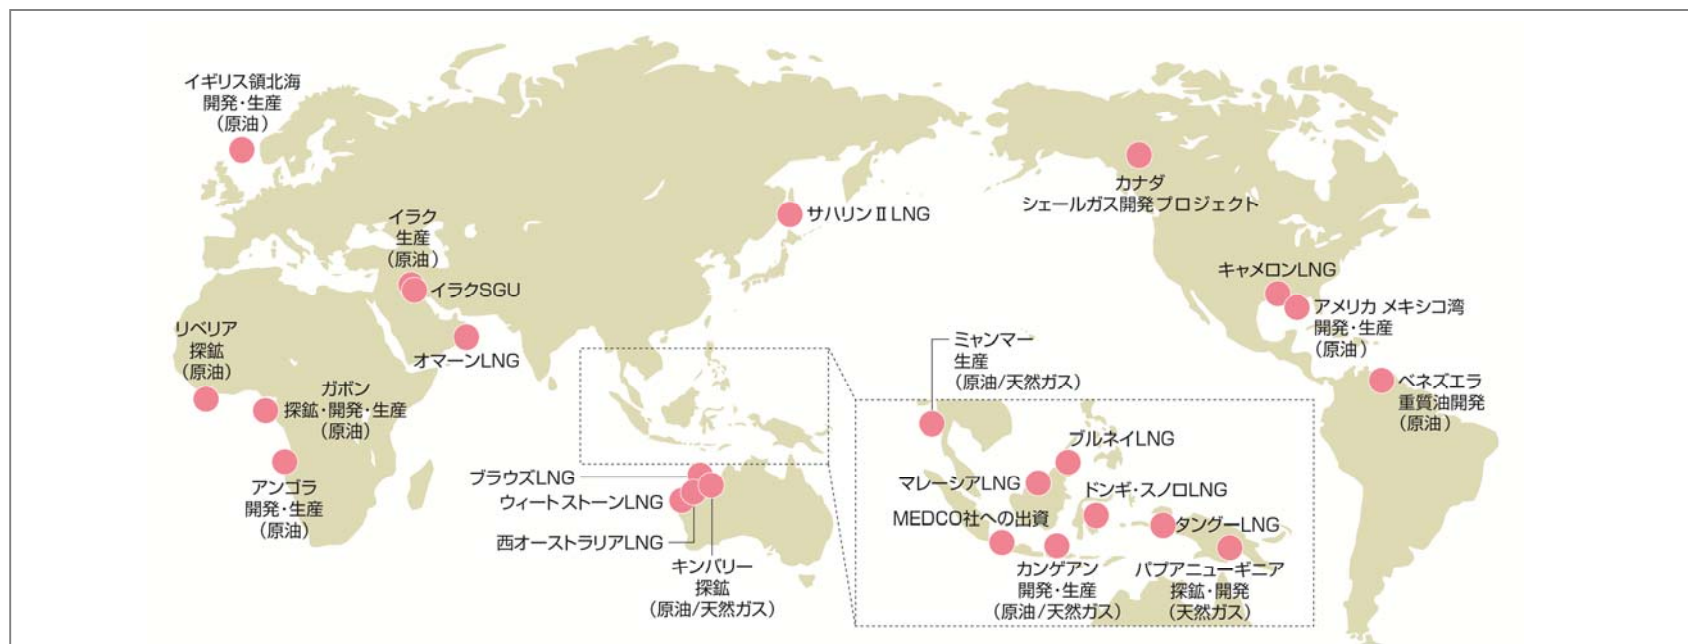 イギリス領北海
開発・生産
（原油）
イラク
生産
（原油）
イラクSGU
オマーンLNG
リベリア
探鉱
（原油）
ガボン
探鉱・開発・生産
（原油）
アンゴラ
開発・生産
（原油）
サハリンⅡLNG
ブラウズLNG
ウィートストーンLNG
西オーストラリアLNG
キンバリー
探鉱
（原油/天然ガス）
ミャンマー
生産
（原油/天然ガス）
ブルネイLNG
マレーシアLNG
ドンギ・スノロLNG
MEDCO社への出資
タングーLNG
カンゲアン
開発・生産
（原油/天然ガス）
パプアニューギニア
探鉱・開発
（天然ガス）
カナダ
シェールガス開発プロジェクト
キャメロンLNG
アメリカ メキシコ湾
開発・生産
（原油）
ベネズエラ
重質油開発
（原油）